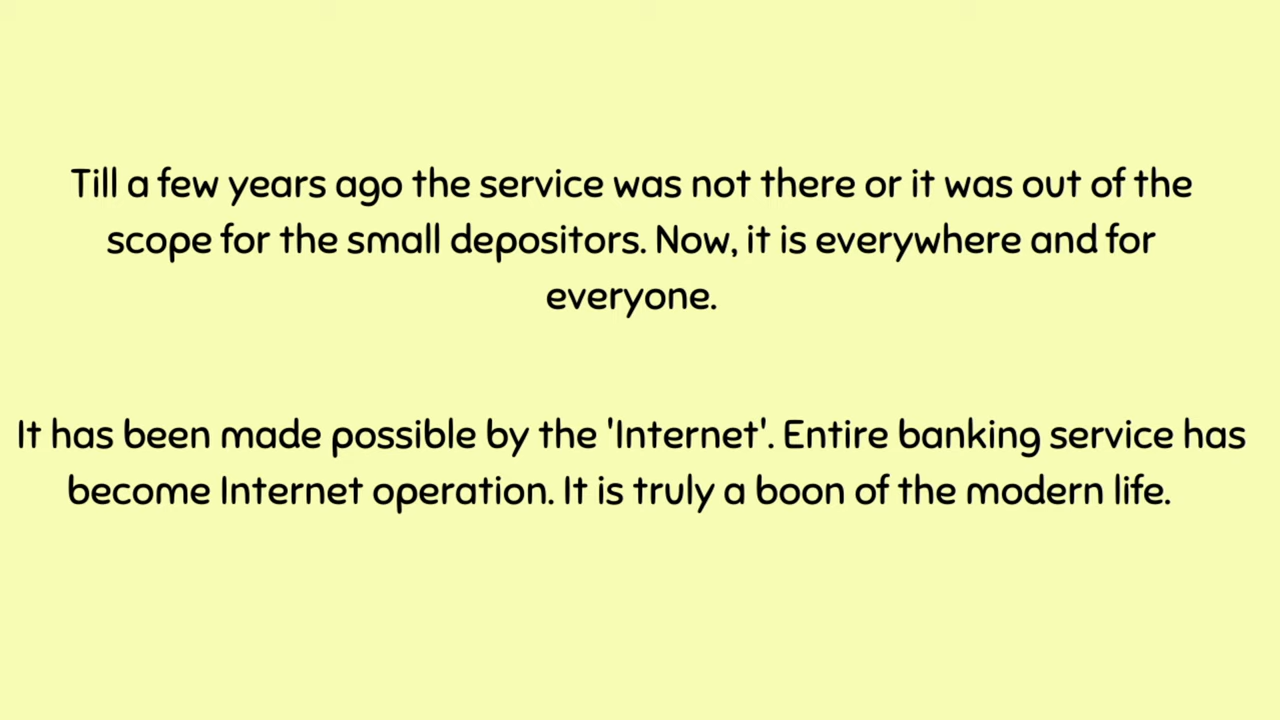 Till a few years ago the service was not there or it was out of the
scope for the small depositors. Now, it is everywhere and for
everyone.
It has been made possible by the 'Internet'. Entire banking service has
become Internet operation. It is truly a boon of the modern life.